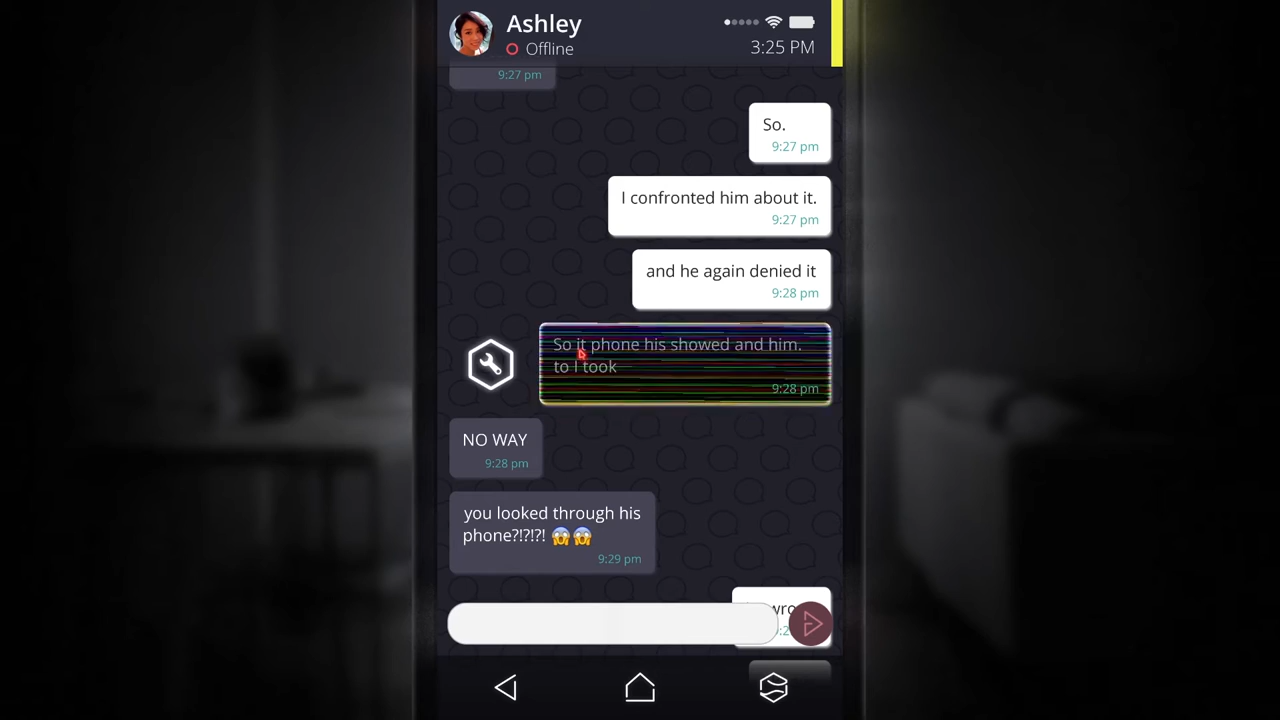 Ashley
Offline
3:25 PM
9:27 pm
So.
9:27 pm
I confronted him about it.
9:27 pm
and he again denied it
9:28 pm
So it phone his showed and him.
to I took
9:28 pm
NO WAY
9:28 pm
you looked through his
phone?!?!?! 😱😱
9:29 pm